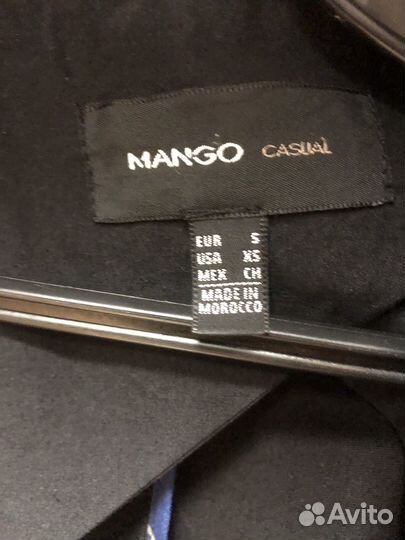 MANGO CASUAL
EUR S
USA XS
MEX CH
MADE IN
MOROCCO
Avito